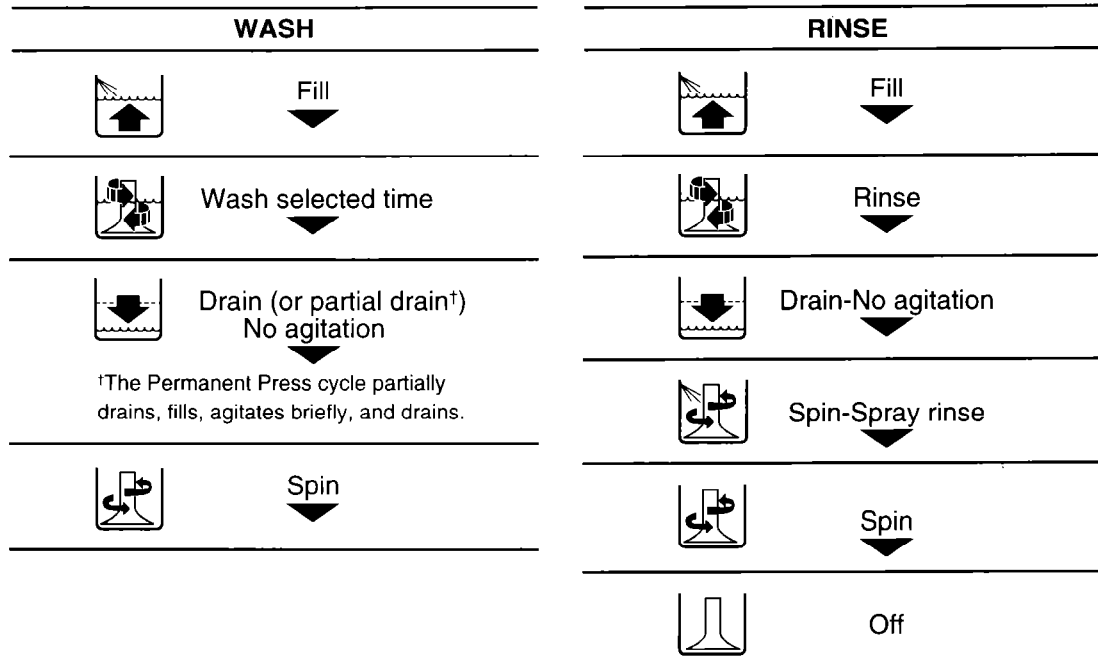 WASH
Fill
Wash selected time
Drain (or partial drain†)
No agitation
†The Permanent Press cycle partially
drains, fills, agitates briefly, and drains.
Spin
RINSE
Fill
Rinse
Drain-No agitation
Spin-Spray rinse
Spin
Off